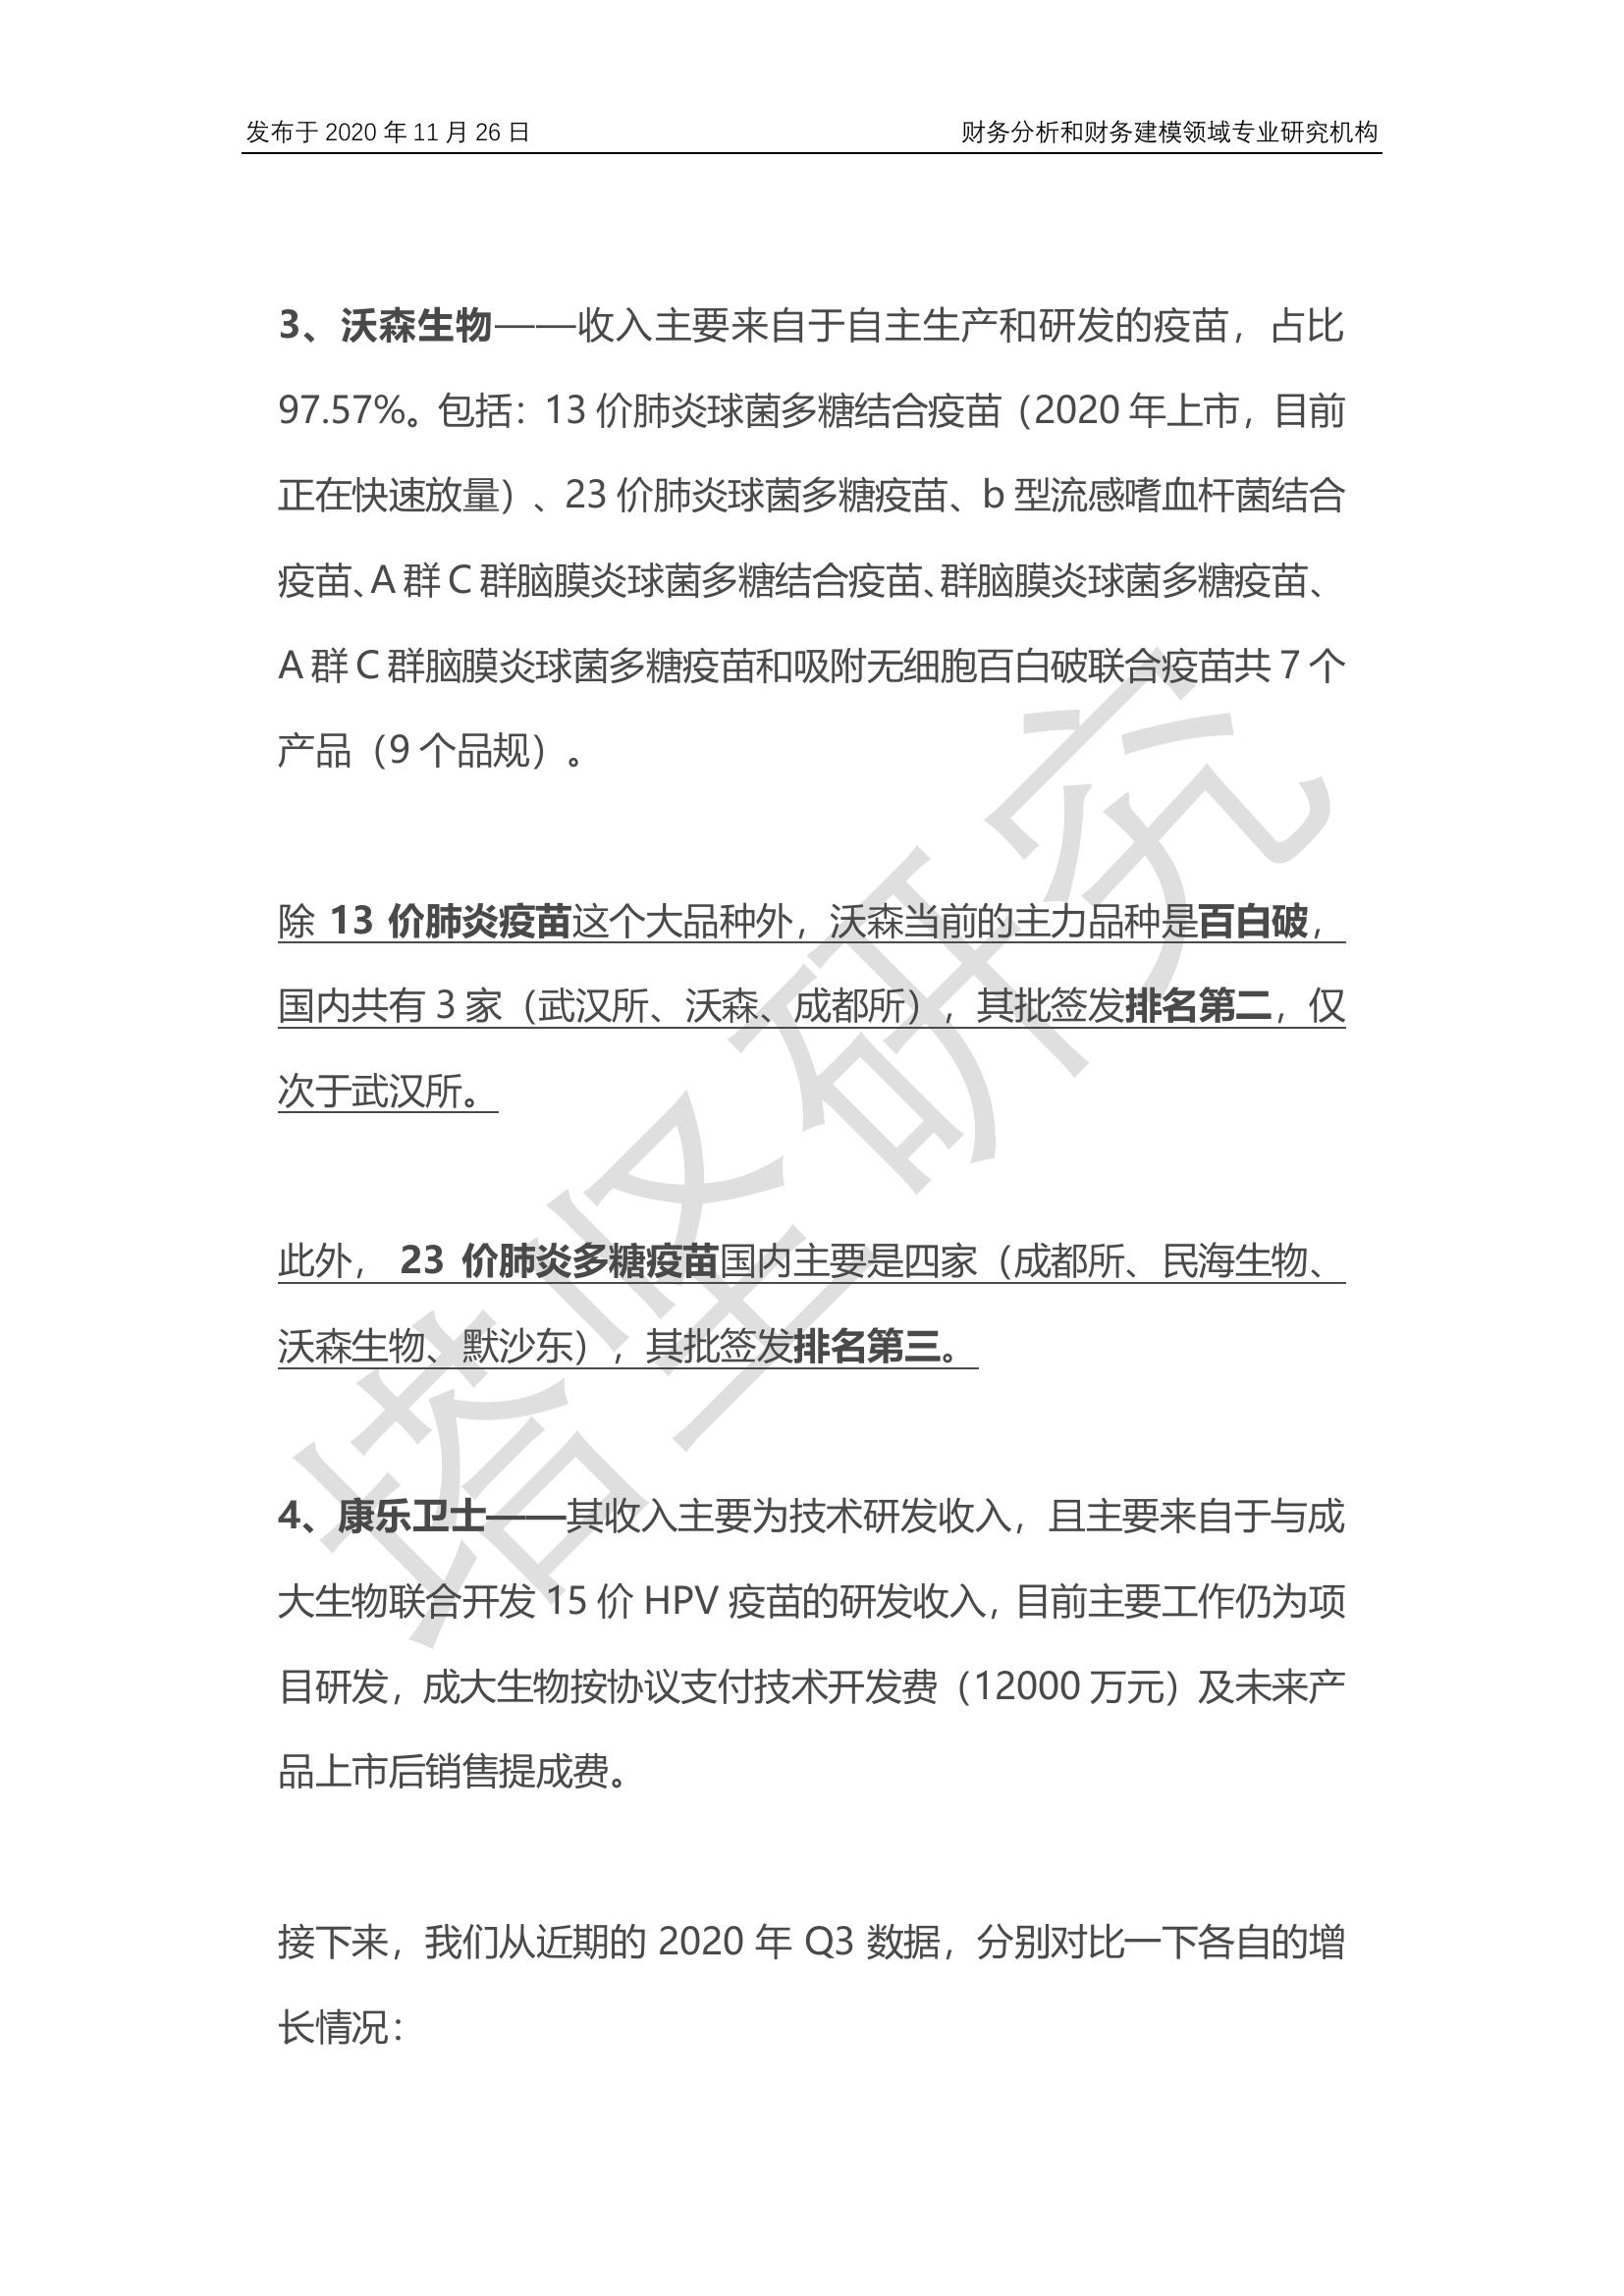 发布于 2020 年 11 月 26 日 财务分析和财务建模领域专业研究机构
3、沃森生物——收入主要来自于自主生产和研发的疫苗，占比
97.57%。包括：13 价肺炎球菌多糖结合疫苗（2020 年上市，目前
正在快速放量）、23 价肺炎球菌多糖疫苗、b 型流感嗜血杆菌结合
疫苗、A 群 C 群脑膜炎球菌多糖结合疫苗、群脑膜炎球菌多糖疫苗、
A 群 C 群脑膜炎球菌多糖疫苗和吸附无细胞百白破联合疫苗共 7 个
产品（9 个品规）。
除 13 价肺炎疫苗这个大品种外，沃森当前的主力品种是百白破，
国内共有 3 家（武汉所、沃森、成都所），其批签发排名第二，仅
次于武汉所。
此外， 23 价肺炎多糖疫苗国内主要是四家（成都所、民海生物、
沃森生物、默沙东），其批签发排名第三。
4、康乐卫士——其收入主要为技术研发收入，且主要来自于与成
大生物联合开发 15 价 HPV 疫苗的研发收入，目前主要工作仍为项
目研发，成大生物按协议支付技术开发费（12000 万元）及未来产
品上市后销售提成费。
接下来，我们从近期的 2020 年 Q3 数据，分别对比一下各自的增
长情况：
塔坚研究